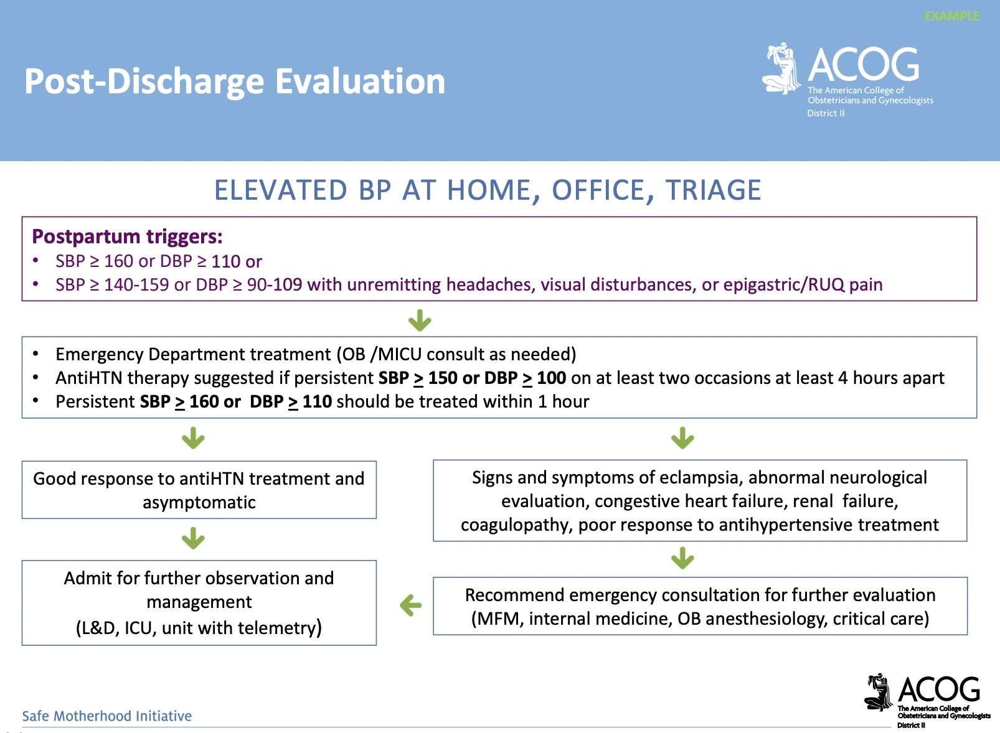 EXAMPLE
Post-Discharge Evaluation
ACOG
The American College of
Obstetricians and Gynecologists
District II
ELEVATED BP AT HOME, OFFICE, TRIAGE
Postpartum triggers:
• SBP ≥ 160 or DBP ≥ 110 or
• SBP ≥ 140-159 or DBP ≥ 90-109 with unremitting headaches, visual disturbances, or epigastric/RUQ pain
• Emergency Department treatment (OB /MICU consult as needed)
• AntiHTN therapy suggested if persistent SBP ≥ 150 or DBP ≥ 100 on at least two occasions at least 4 hours apart
• Persistent SBP ≥ 160 or DBP ≥ 110 should be treated within 1 hour
Good response to antiHTN treatment and
asymptomatic
Admit for further observation and
management
(L&D, ICU, unit with telemetry)
Signs and symptoms of eclampsia, abnormal neurological
evaluation, congestive heart failure, renal failure,
coagulopathy, poor response to antihypertensive treatment
Recommend emergency consultation for further evaluation
(MFM, internal medicine, OB anesthesiology, critical care)
Safe Motherhood Initiative
ACOG
The American College of
Obstetricians and Gynecologists
District II